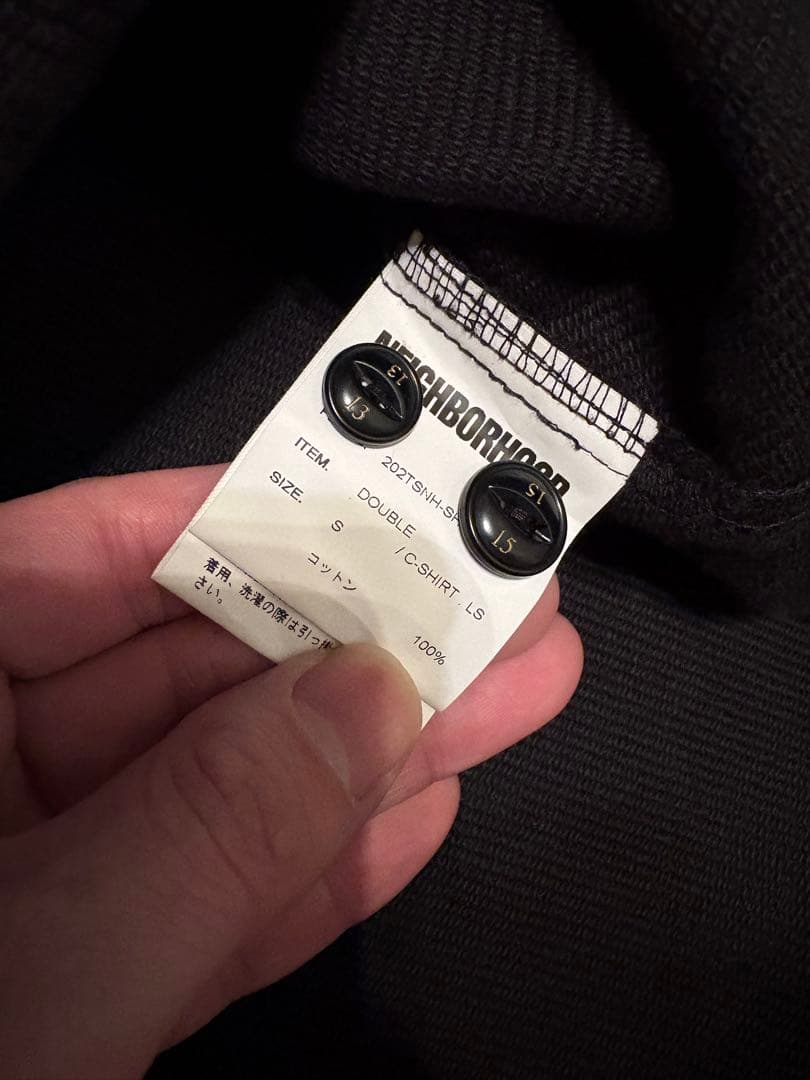 NEIGHBORHOOD
202TSNH-
ITEM. DOUBLE /C-SHIRT . LS
SIZE. S
コットン 100%
着用、洗濯の際は引っ
さい。
13
13
15
15